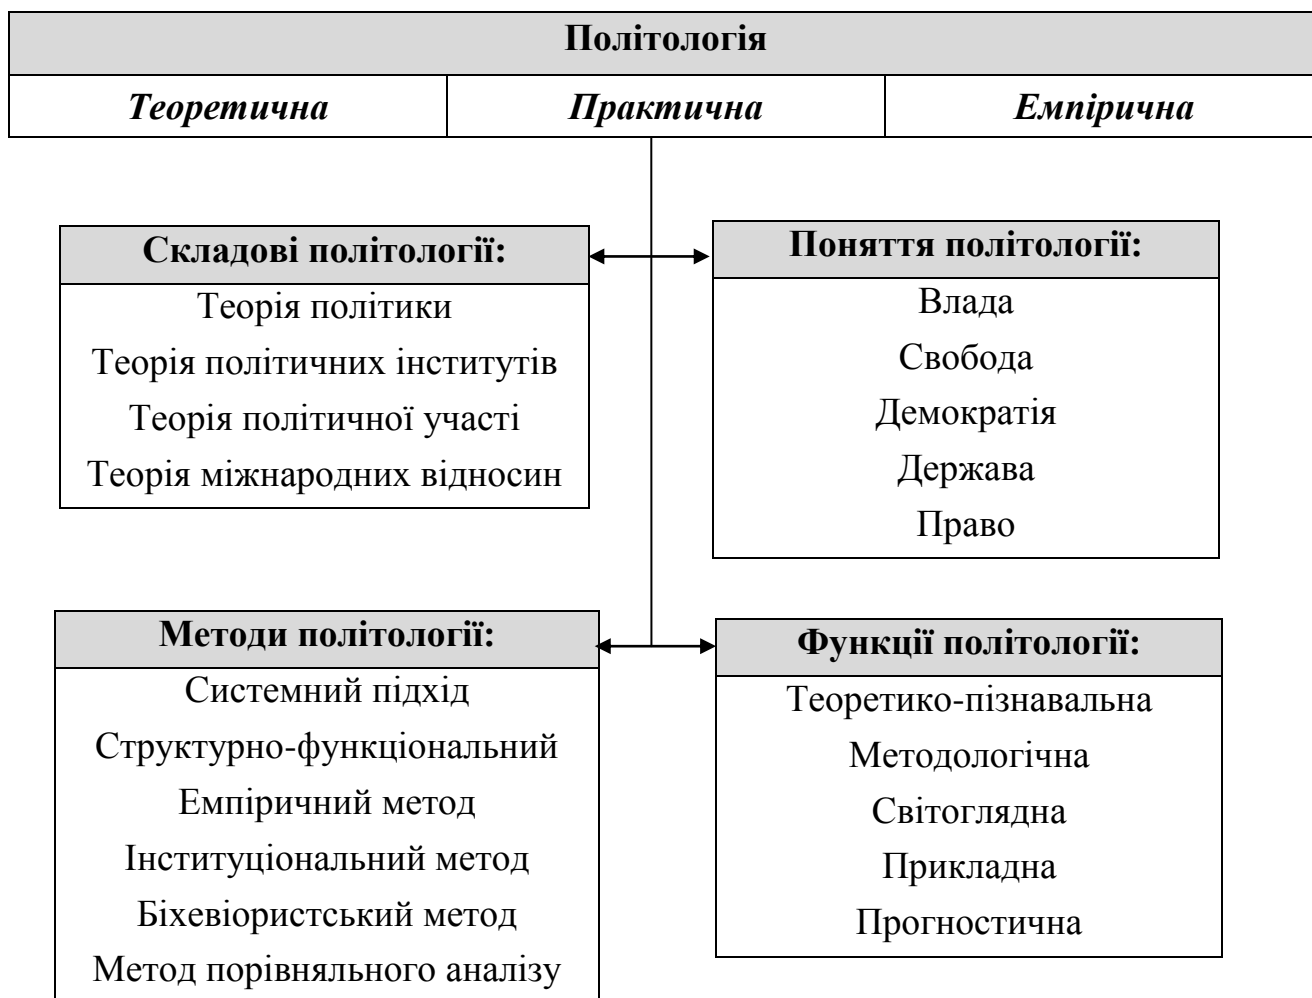 Політологія
Теоретична
Практична
Емпірична
Складові політології:
Теорія політики
Теорія політичних інститутів
Теорія політичної участі
Теорія міжнародних відносин
Поняття політології:
Влада
Свобода
Демократія
Держава
Право
Методи політології:
Системний підхід
Структурно-функціональний
Емпіричний метод
Інституціональний метод
Біхевіористський метод
Метод порівняльного аналізу
Функції політології:
Теоретико-пізнавальна
Методологічна
Світоглядна
Прикладна
Прогностична